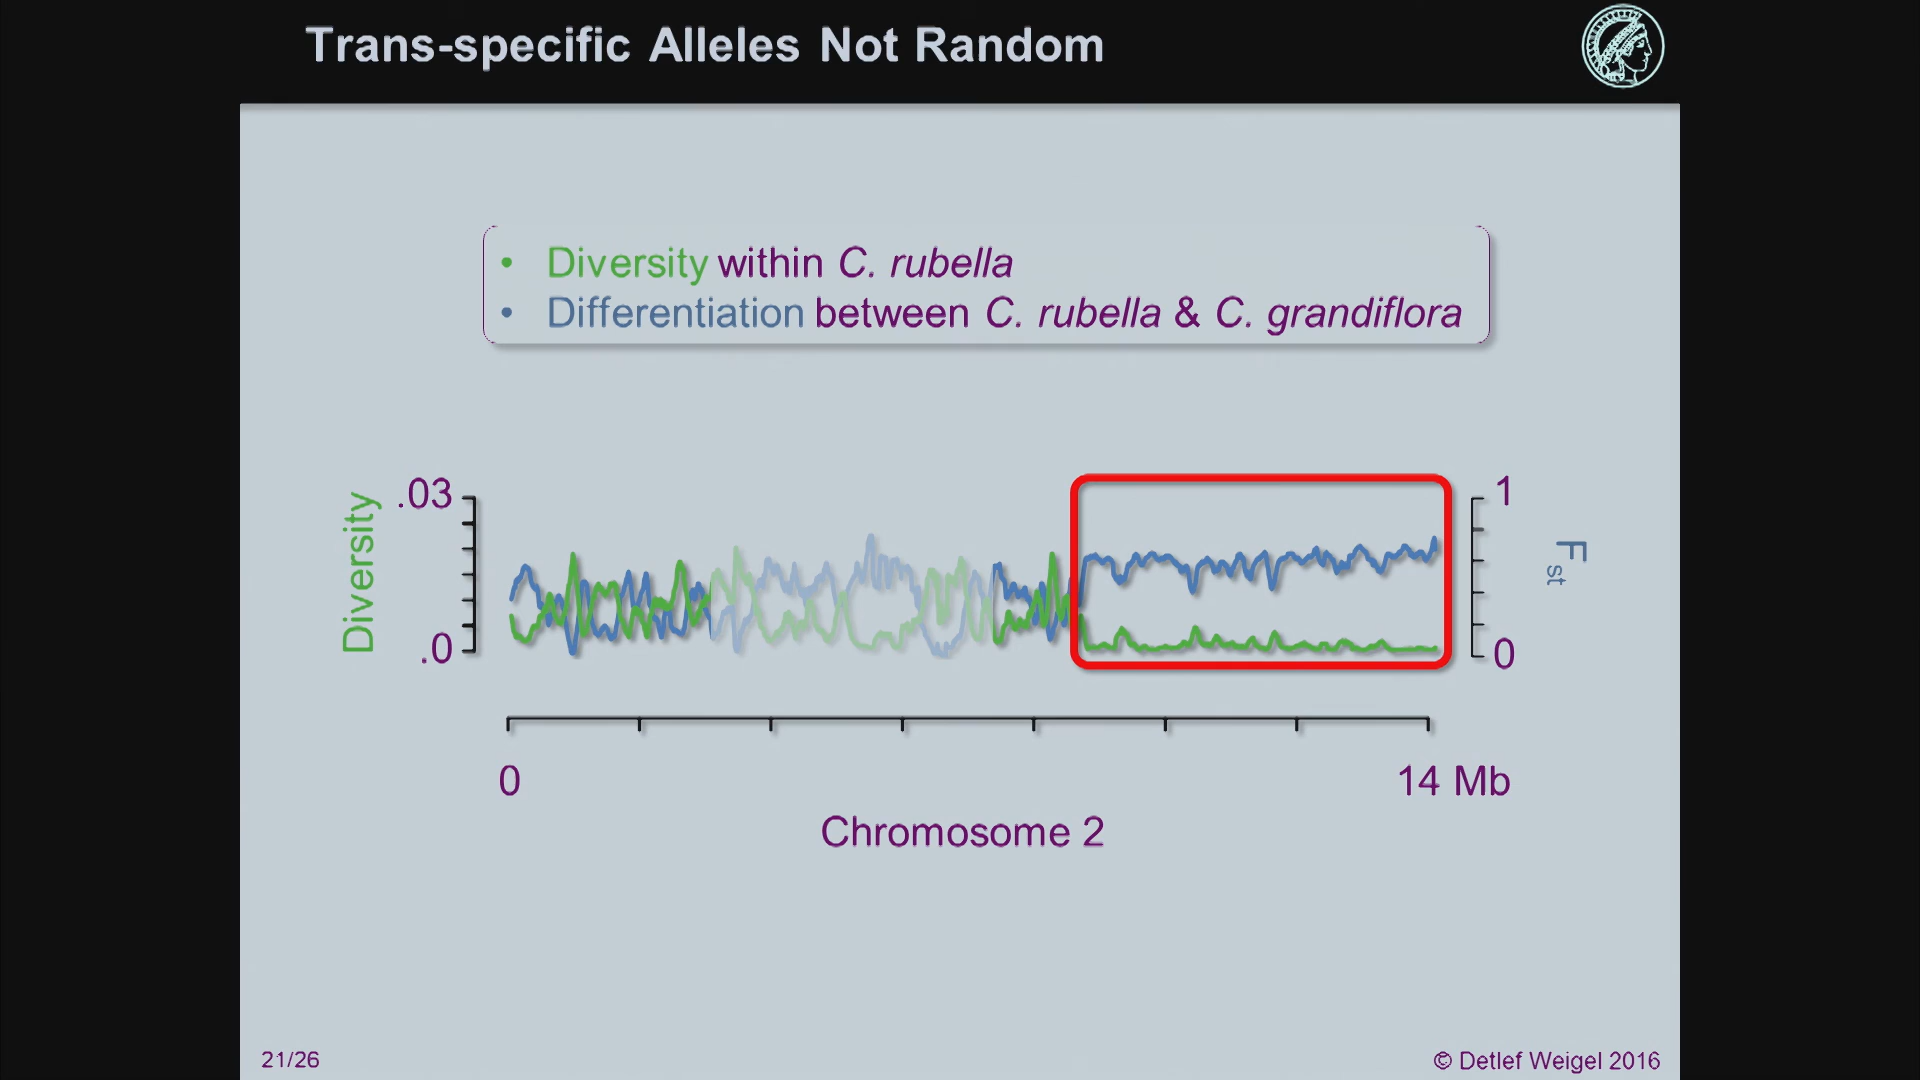 Trans-specific Alleles Not Random
• Diversity within C. rubella
• Differentiation between C. rubella & C. grandiflora
Diversity
.03
.0
1
0
Fst
0
14 Mb
Chromosome 2
21/26
© Detlef Weigel 2016